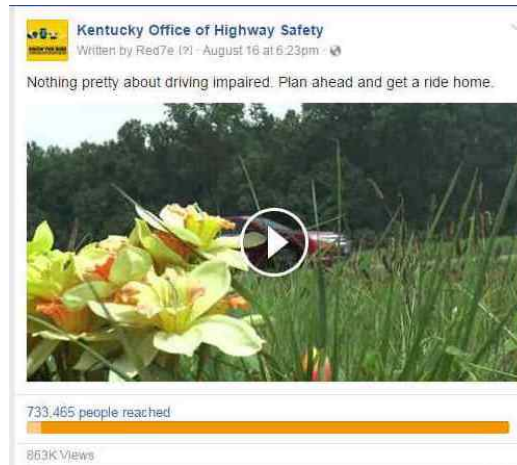 Kentucky Office of Highway Safety
Written by Red7e [?] · August 16 at 6:23pm ·
Nothing pretty about driving impaired. Plan ahead and get a ride home.
733,465 people reached
863K Views